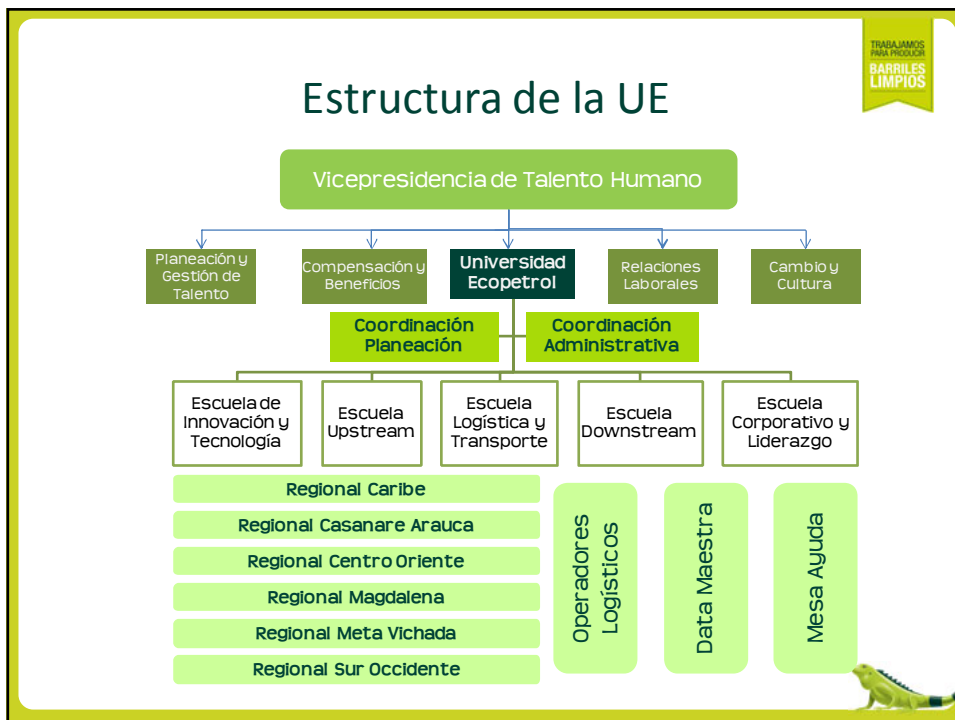 TRABAJAMOS
PARA PRODUCIR
BARRILES
LIMPIOS
Estructura de la UE
Vicepresidencia de Talento Humano
Planeación y
Gestión de
Talento
Compensación y
Beneficios
Universidad
Ecopetrol
Relaciones
Laborales
Cambio y
Cultura
Coordinación
Planeación
Coordinación
Administrativa
Escuela de
Innovación y
Tecnología
Escuela
Upstream
Escuela
Logística y
Transporte
Escuela
Downstream
Escuela
Corporativo y
Liderazgo
Regional Caribe
Regional Casanare Arauca
Regional Centro Oriente
Regional Magdalena
Regional Meta Vichada
Regional Sur Occidente
Operadores
Logísticos
Data Maestra
Mesa Ayuda